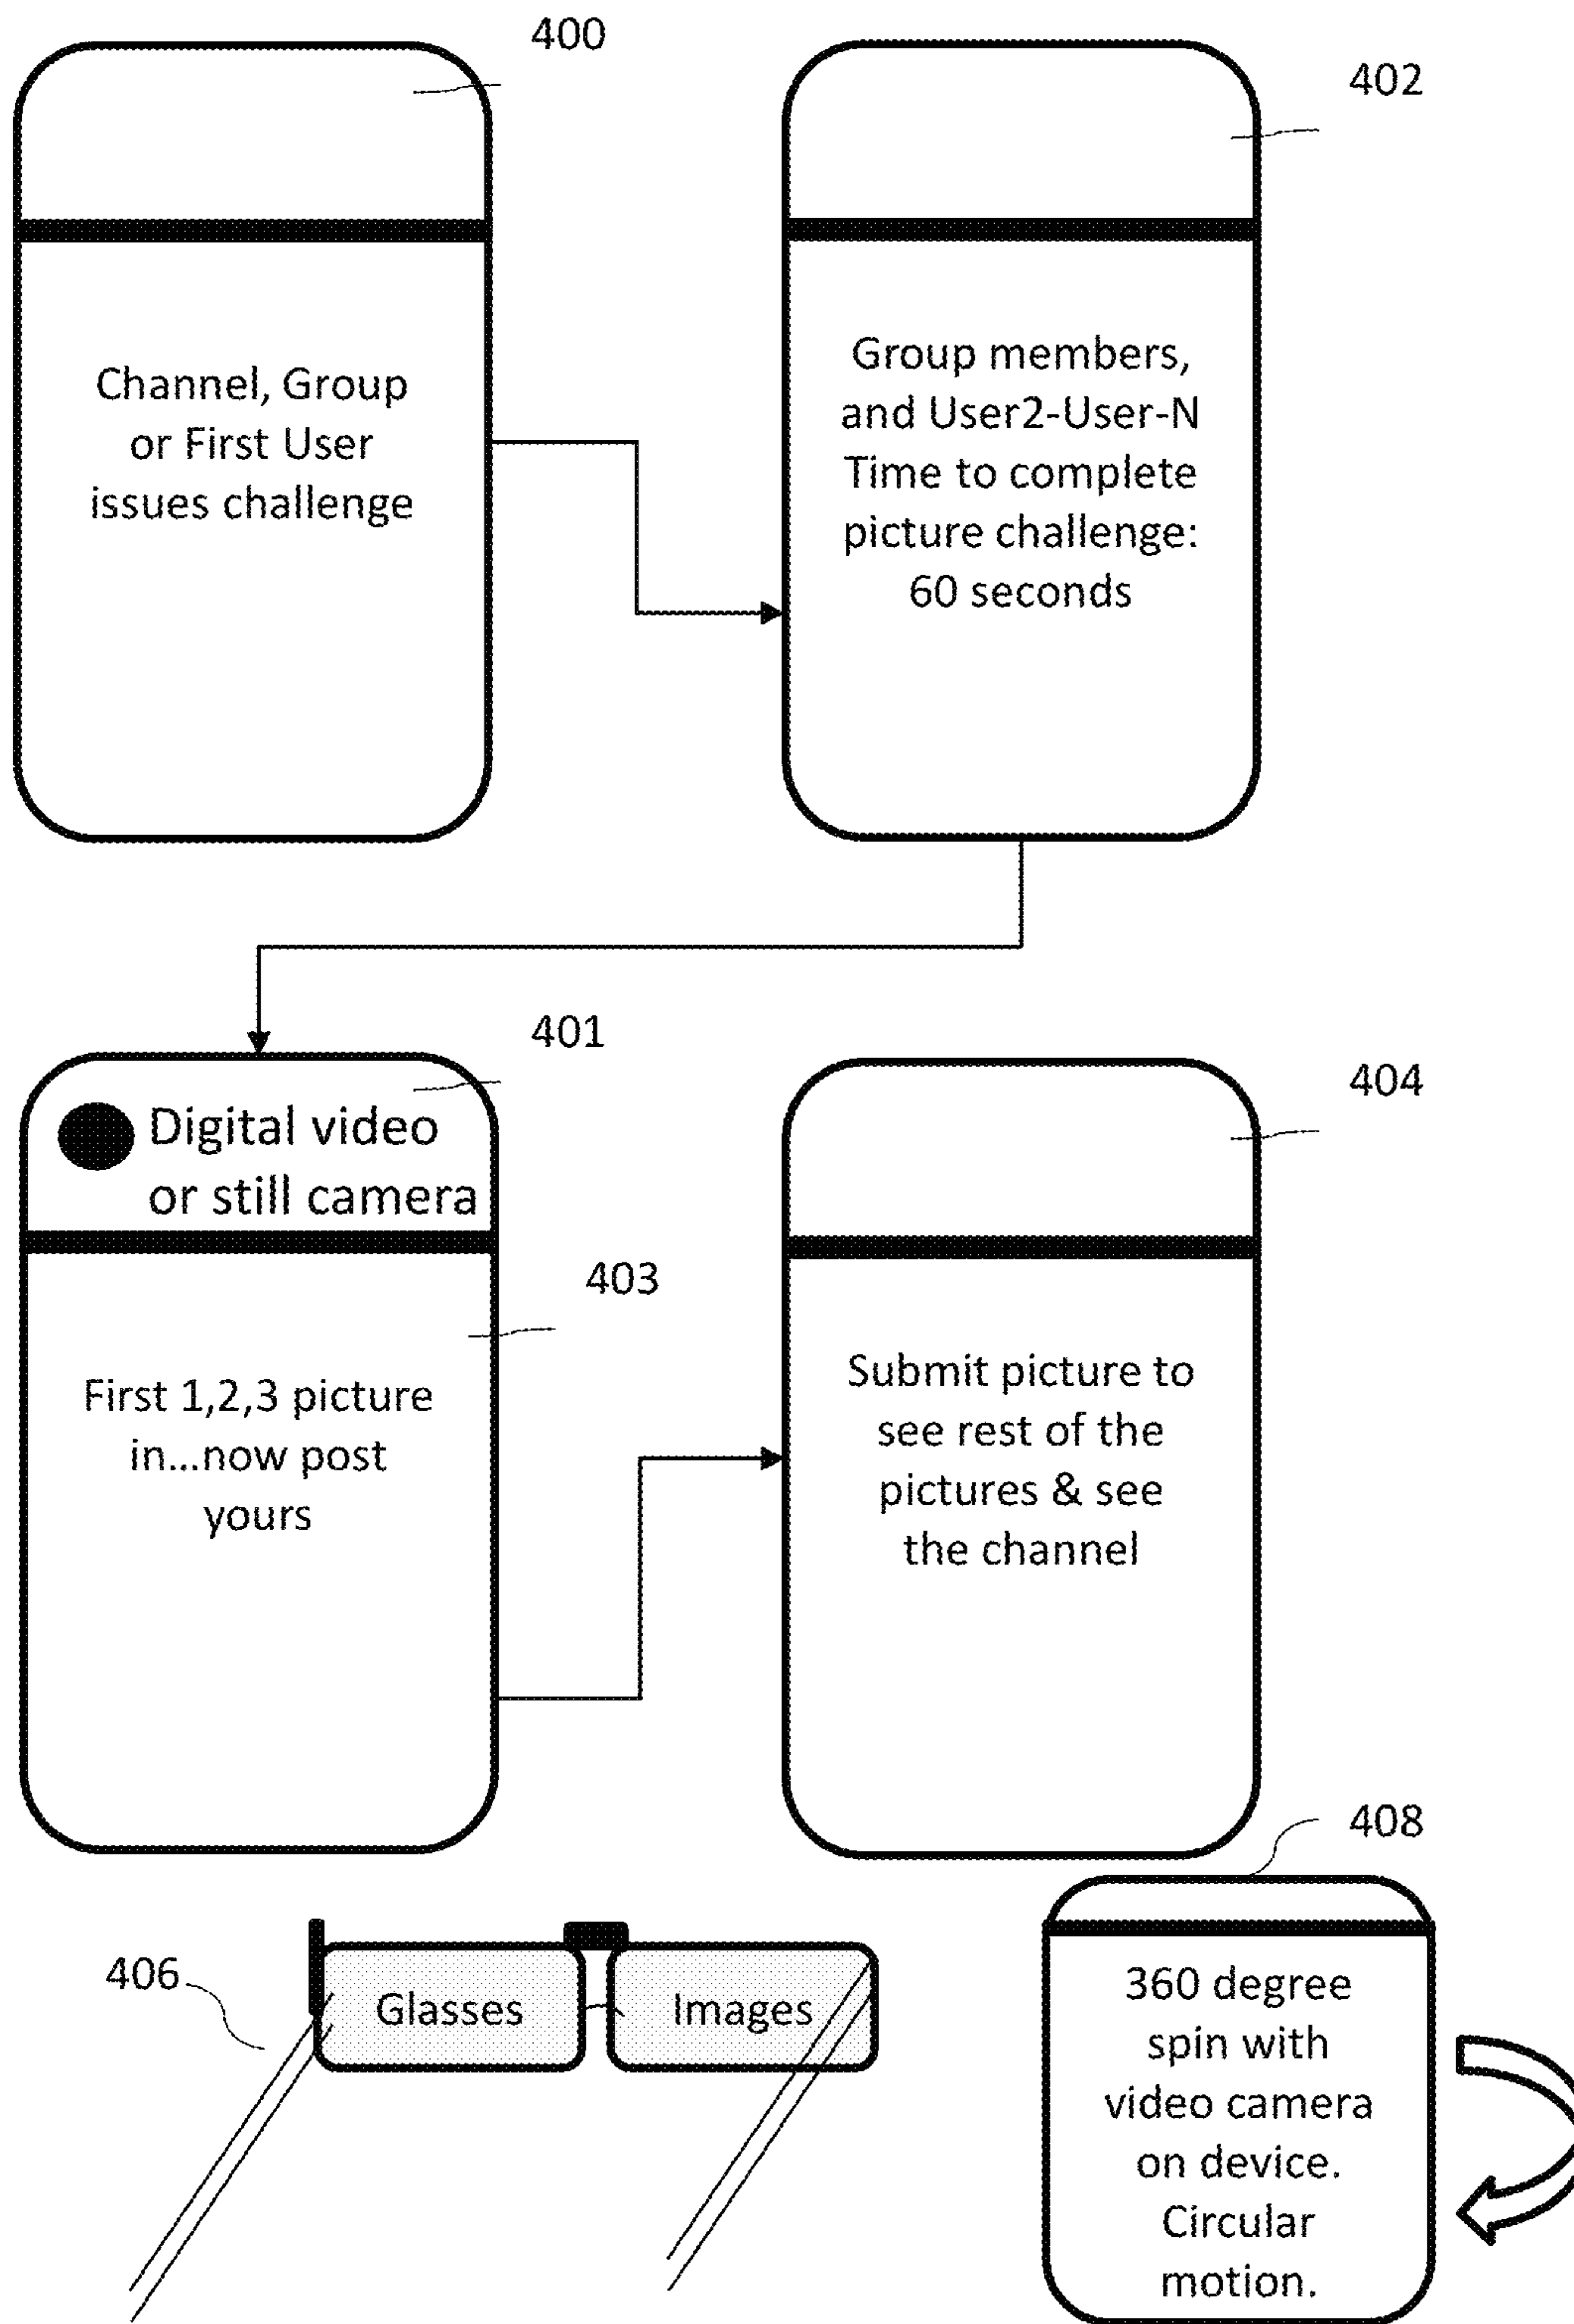 400
402
Channel, Group
or First User
issues challenge
Group members,
and User2-User-N
Time to complete
picture challenge:
60 seconds
401
Digital video
or still camera
403
First 1,2,3 picture
in...now post
yours
404
Submit picture to
see rest of the
pictures & see
the channel
406
Glasses
Images
408
360 degree
spin with
video camera
on device.
Circular
motion.